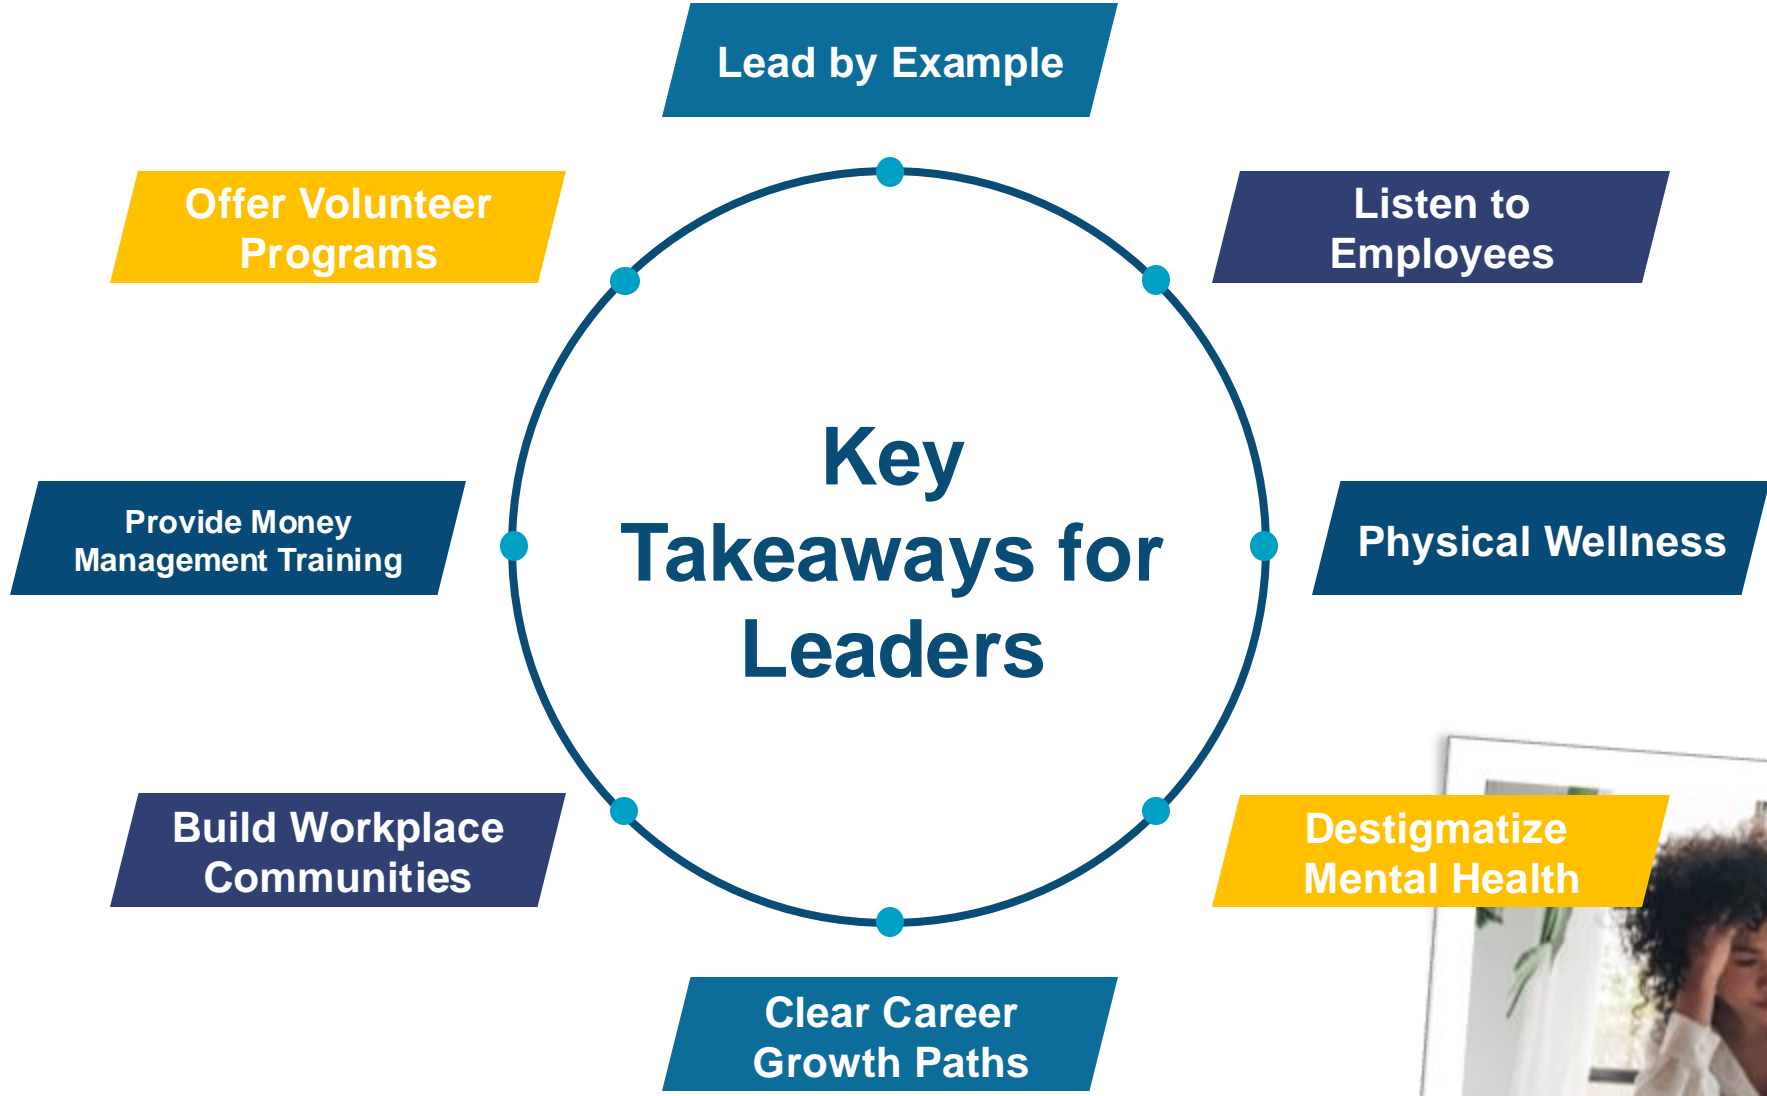 Lead by Example
Offer Volunteer
Programs
Listen to
Employees
Key
Takeaways for
Leaders
Provide Money
Management Training
Physical Wellness
Build Workplace
Communities
Destigmatize
Mental Health
Clear Career
Growth Paths